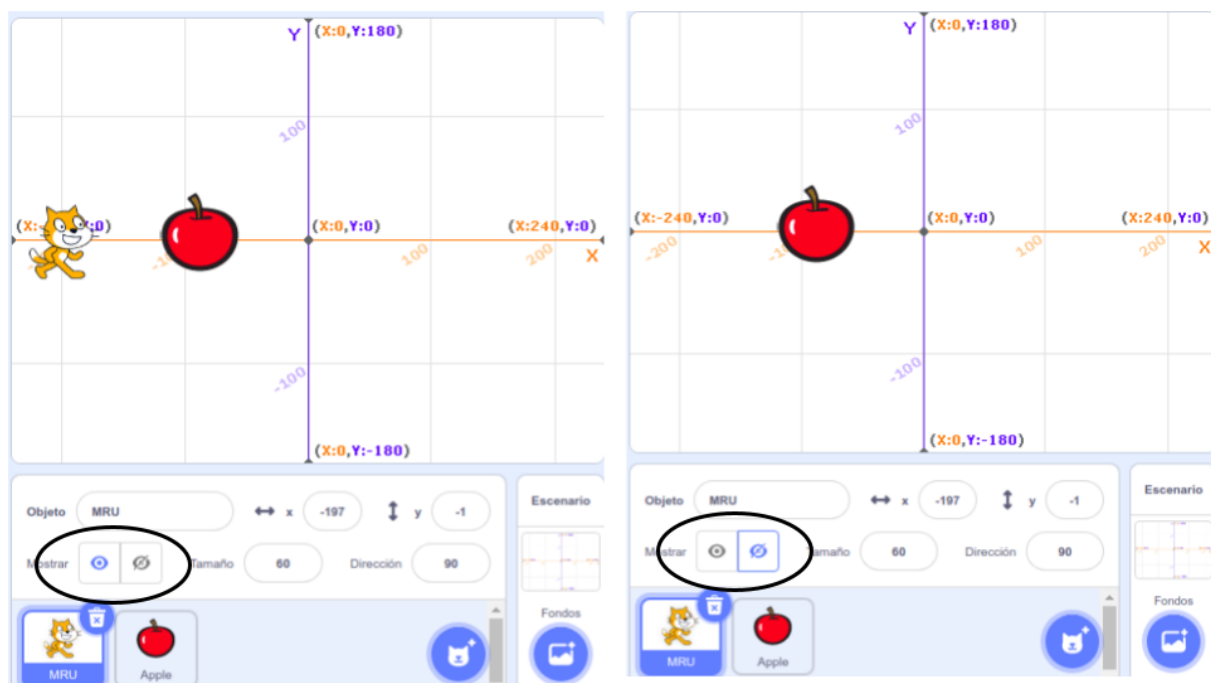 Y (X:0,Y:180)
100
(X:- Y:0) (X:0,Y:0) (X:240,Y:0)
100 200 X
-100
(X:0,Y:-180)
Objeto MRU x -197 y -1
Mostrar Tamaño 60 Dirección 90
MRU Apple
Escenario
Fondos
Y (X:0,Y:180)
100
(X:-240,Y:0) (X:0,Y:0) (X:240,Y:0)
-200 100 200 X
-100
(X:0,Y:-180)
Objeto MRU x -197 y -1
Mostrar Tamaño 60 Dirección 90
MRU Apple
Escenario
Fondos